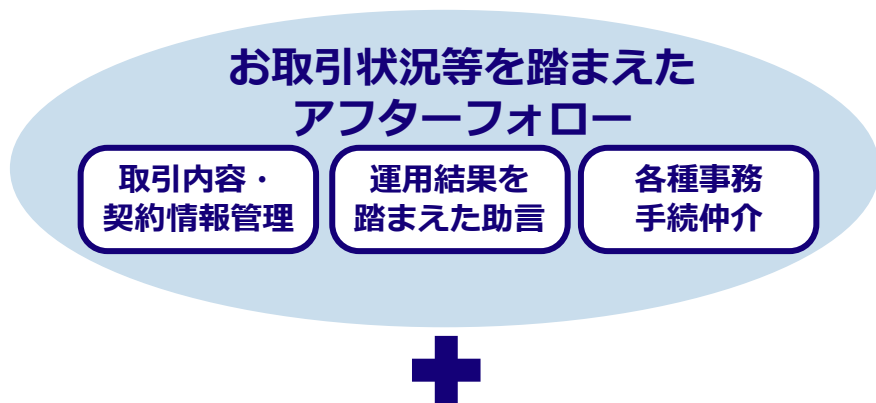 お取引状況等を踏まえた
アフターフォロー
取引内容・
契約情報管理
運用結果を
踏まえた助言
各種事務
手続仲介